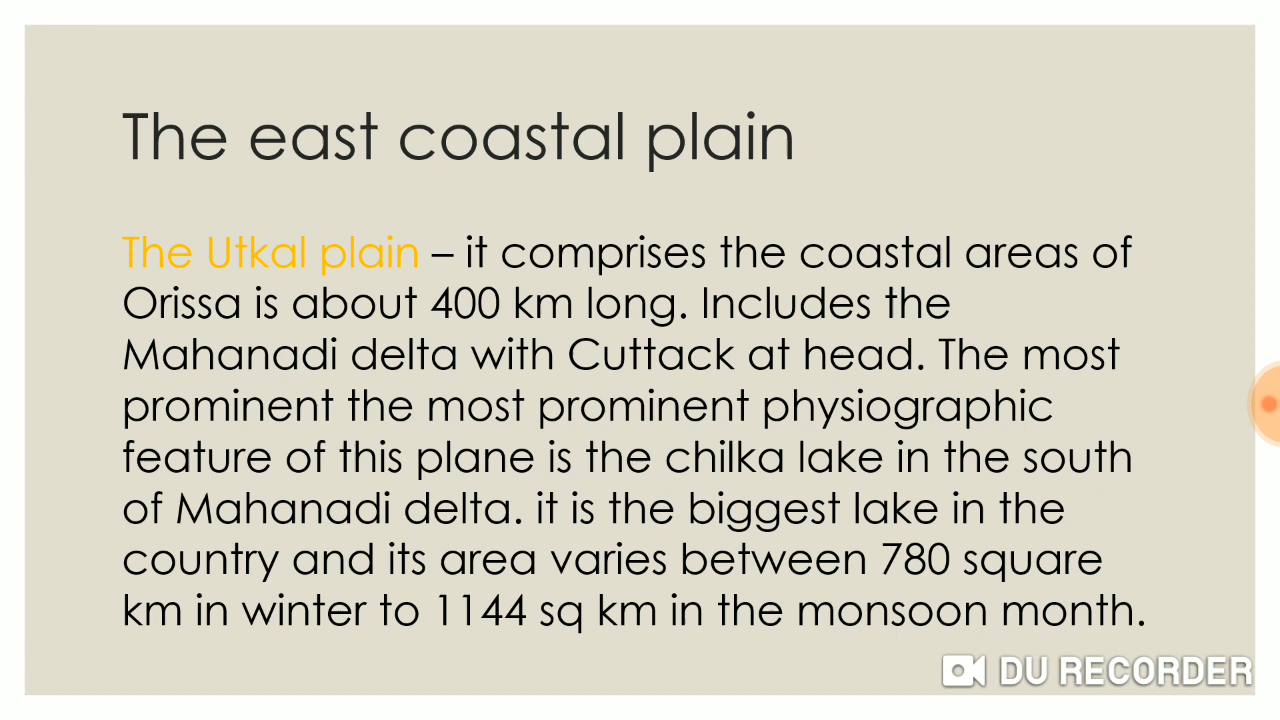 The east coastal plain
The Utkal plain – it comprises the coastal areas of
Orissa is about 400 km long. Includes the
Mahanadi delta with Cuttack at head. The most
prominent the most prominent physiographic
feature of this plane is the chilka lake in the south
of Mahanadi delta. it is the biggest lake in the
country and its area varies between 780 square
km in winter to 1144 sq km in the monsoon month.
DU RECORDER